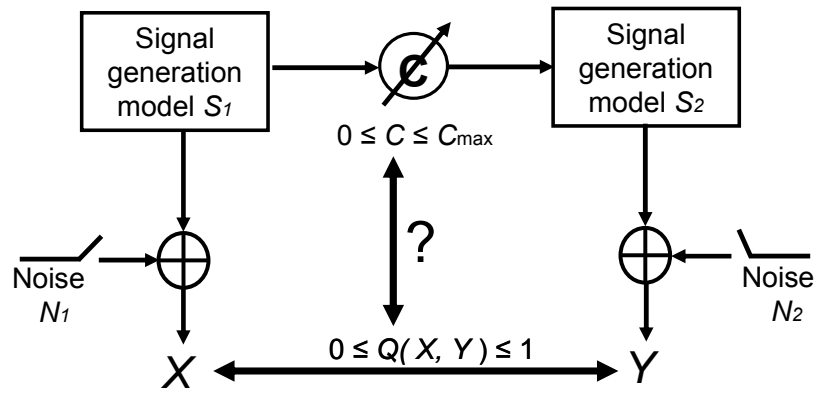 Signal
generation
model S1
C
Signal
generation
model S2
0 ≤ C ≤ Cmax
?
Noise
N1
Noise
N2
0 ≤ Q( X, Y ) ≤ 1
X
Y